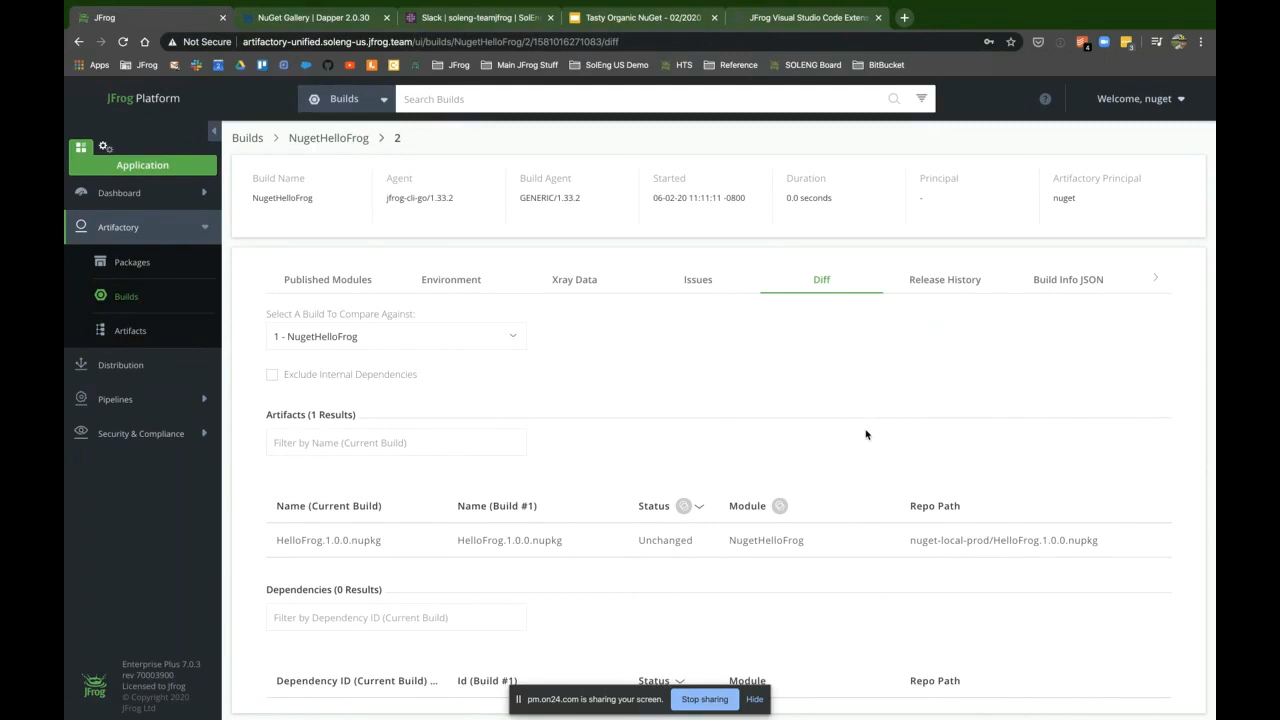 JFrog
NuGet Gallery | Dapper 2.0.30
Slack | soleng-teamjfrog | SolEn
Tasty Organic NuGet - 02/2020
JFrog Visual Studio Code Exten
Not Secure | artifactory-unified.soleng-us.jfrog.team/ui/builds/NugetHelloFrog/2/1581016271083/diff
4
3
Apps
JFrog
JFrog
Main JFrog Stuff
SolEng US Demo
HTS
Reference
SOLENG Board
BitBucket
JFrog Platform
Builds
Search Builds
Welcome, nuget
Application
Dashboard
Artifactory
Packages
Builds
Artifacts
Distribution
Pipelines
Security & Compliance
Enterprise Plus 7.0.3
rev 70003900
Licensed to Jfrog
© Copyright 2020
JFrog Ltd
JFrog
Builds > NugetHelloFrog > 2
Build Name
NugetHelloFrog
Agent
jfrog-cli-go/1.33.2
Build Agent
GENERIC/1.33.2
Started
06-02-20 11:11:11 -0800
Duration
0.0 seconds
Principal
-
Artifactory Principal
nuget
Published Modules
Environment
Xray Data
Issues
Diff
Release History
Build Info JSON
Select A Build To Compare Against:
1 - NugetHelloFrog
Exclude Internal Dependencies
Artifacts (1 Results)
Filter by Name (Current Build)
Name (Current Build) Name (Build #1) Status Module Repo Path
HelloFrog.1.0.0.nupkg HelloFrog.1.0.0.nupkg Unchanged NugetHelloFrog nuget-local-prod/HelloFrog.1.0.0.nupkg
Dependencies (0 Results)
Filter by Dependency ID (Current Build)
Dependency ID (Current Build) ... Id (Build #1) Status Module Repo Path
pm.on24.com is sharing your screen.
Stop sharing
Hide